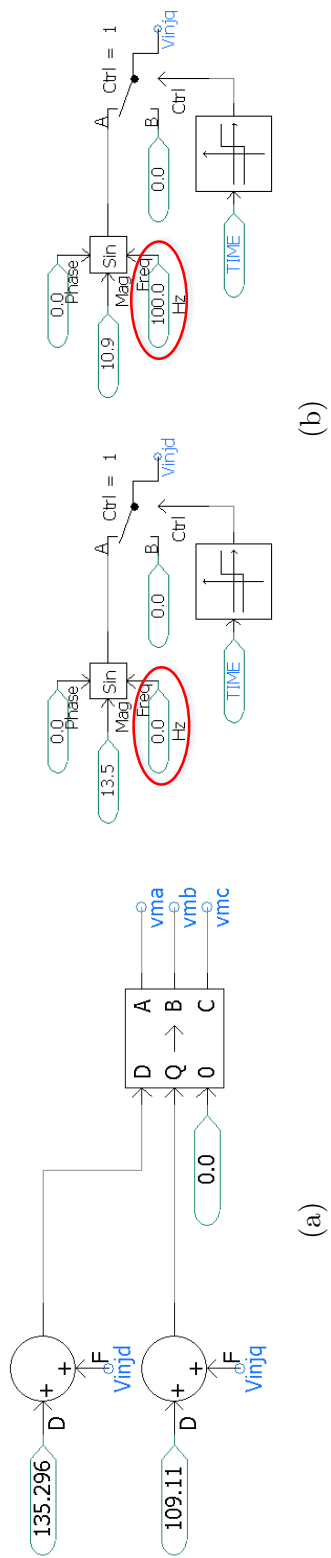 135.296
D
+
+
F
Vinjd
109.11
D
+
+
F
Vinjq
0.0
D
Q
0
A
B
C
vma
vmb
vmc
(a)
0.0
Phase
13.5
Mag
Sin
Freq
0.0
Hz
A
Ctrl = 1
Vinjd
B
0.0
Ctrl
TIME
0.0
Phase
10.9
Mag
Sin
Freq
100.0
Hz
A
Ctrl = 1
Vinjq
B
0.0
Ctrl
TIME
(b)